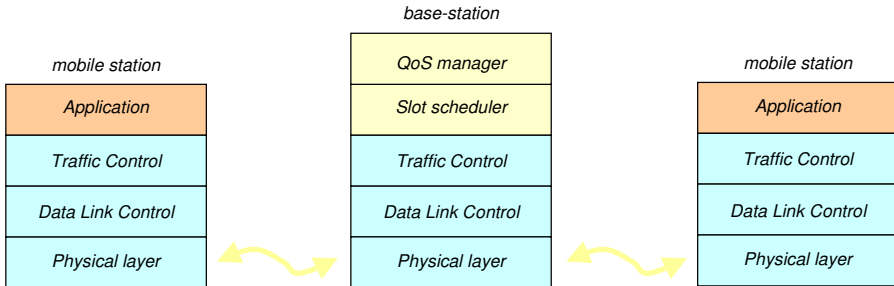 base-station
QoS manager
Slot scheduler
Traffic Control
Data Link Control
Physical layer
mobile station
Application
Traffic Control
Data Link Control
Physical layer
mobile station
Application
Traffic Control
Data Link Control
Physical layer